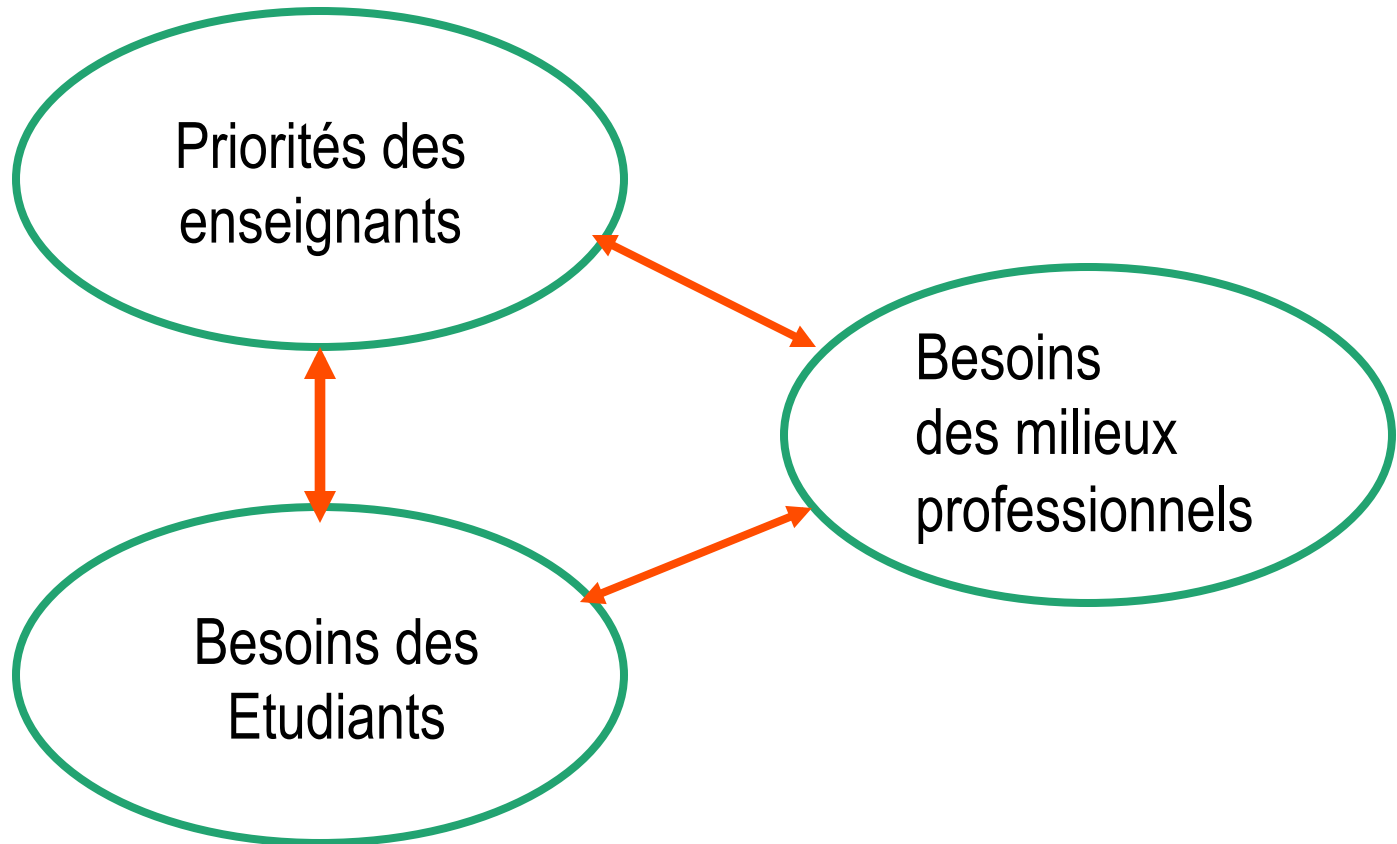 Priorités des
enseignants
Besoins
des milieux
professionnels
Besoins des
Etudiants